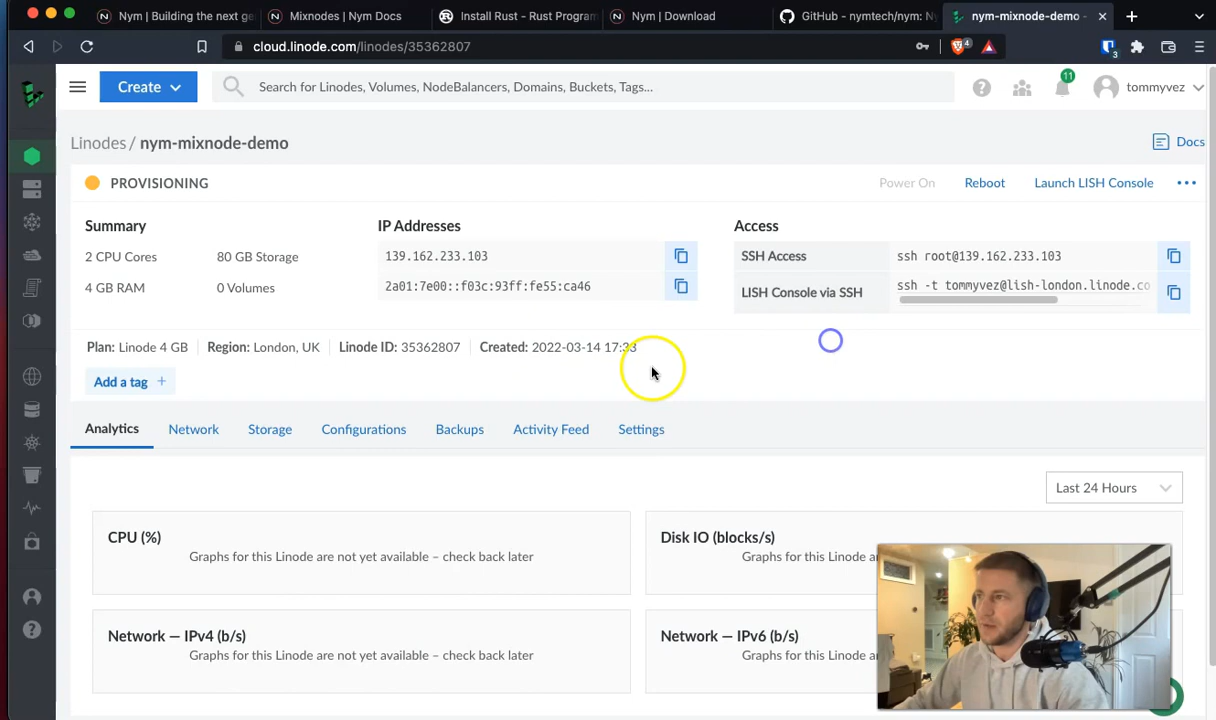 Nym | Building the next ge
Mixnodes | Nym Docs
Install Rust - Rust Program
Nym | Download
GitHub - nymtech/nym: N
nym-mixnode-demo -
cloud.linode.com/linodes/35362807
4
3
Create
Search for Linodes, Volumes, NodeBalancers, Domains, Buckets, Tags...
11
tommyvez
Linodes / nym-mixnode-demo
Docs
PROVISIONING
Power On
Reboot
Launch LISH Console
Summary
IP Addresses
Access
2 CPU Cores
80 GB Storage
139.162.233.103
SSH Access
ssh root@139.162.233.103
4 GB RAM
0 Volumes
2a01:7e00::f03c:93ff:fe55:ca46
LISH Console via SSH
ssh -t tommyvez@lish-london.linode.co
Plan: Linode 4 GB
Region: London, UK
Linode ID: 35362807
Created: 2022-03-14 17:33
Add a tag +
Analytics
Network
Storage
Configurations
Backups
Activity Feed
Settings
Last 24 Hours
CPU (%)
Graphs for this Linode are not yet available – check back later
Disk IO (blocks/s)
Graphs for this Linode a
Network — IPv4 (b/s)
Graphs for this Linode are not yet available – check back later
Network — IPv6 (b/s)
Graphs for this Linode a